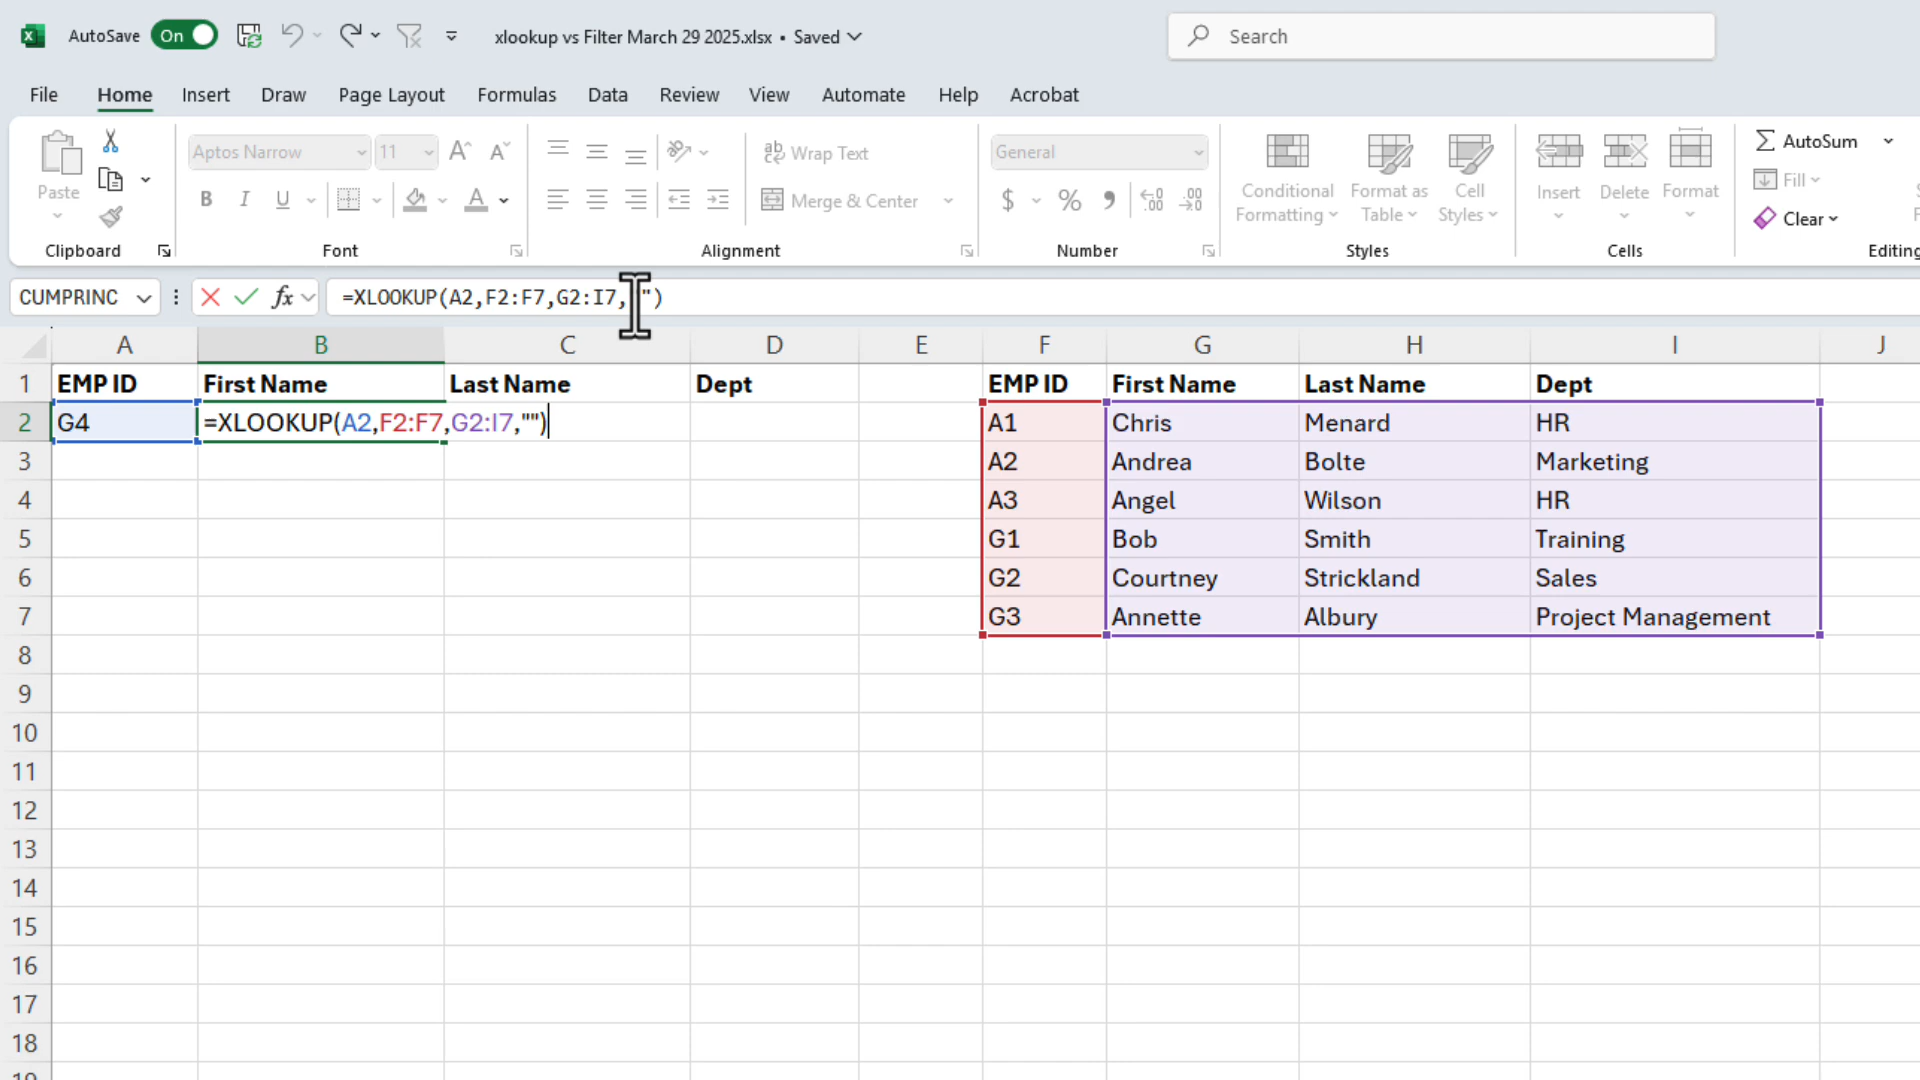 AutoSave On xlookup vs Filter March 29 2025.xlsx • Saved Search
File Home Insert Draw Page Layout Formulas Data Review View Automate Help Acrobat
Paste Aptos Narrow 11 A A ab Wrap Text General Conditional Formatting Format as Table Cell Styles Insert Delete Format AutoSum
Fill
B I U A Merge & Center $ % Clear
Clipboard Font Alignment Number Styles Cells Editing
CUMPRINC fx =XLOOKUP(A2,F2:F7,G2:I7,"")
A B C D E F G H I J
1 EMP ID First Name Last Name Dept EMP ID First Name Last Name Dept
2 G4 =XLOOKUP(A2,F2:F7,G2:I7,"") A1 Chris Menard HR
3 A2 Andrea Bolte Marketing
4 A3 Angel Wilson HR
5 G1 Bob Smith Training
6 G2 Courtney Strickland Sales
7 G3 Annette Albury Project Management
8
9
10
11
12
13
14
15
16
17
18